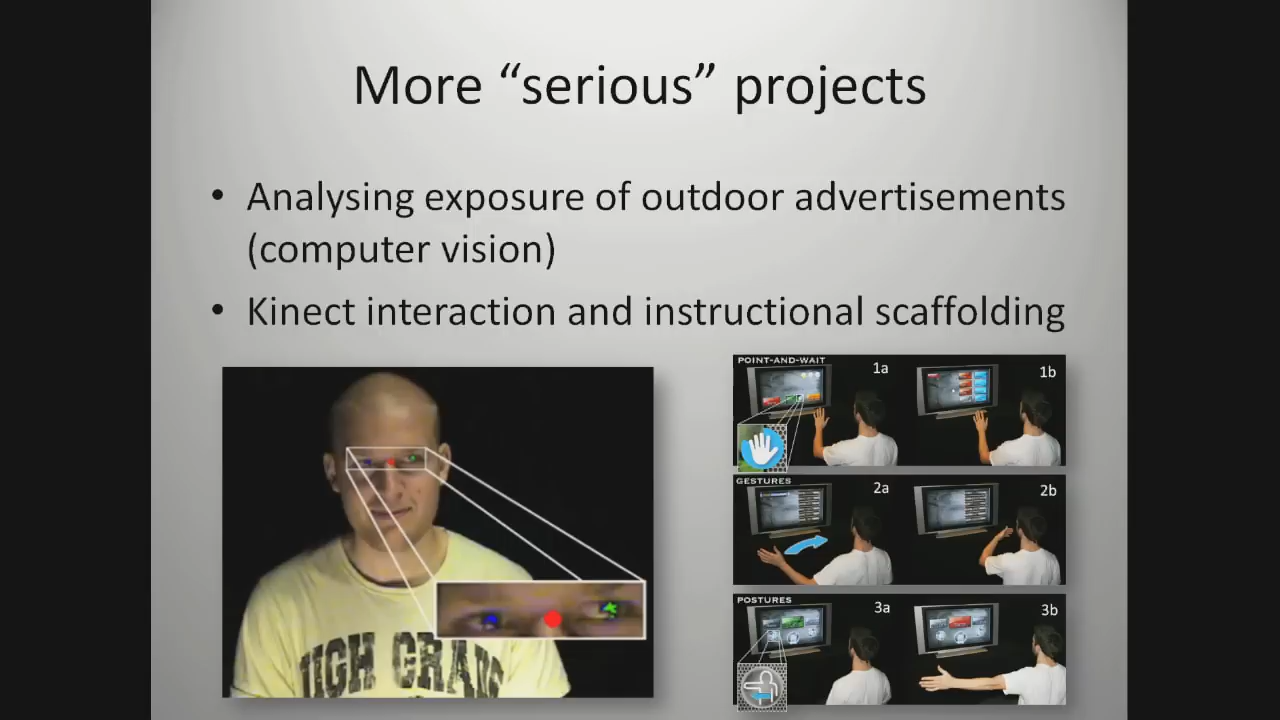 More “serious” projects
• Analysing exposure of outdoor advertisements
(computer vision)
• Kinect interaction and instructional scaffolding
POINT-AND-WAIT
1a
1b
GESTURES
2a
2b
POSTURES
3a
3b
HIGH